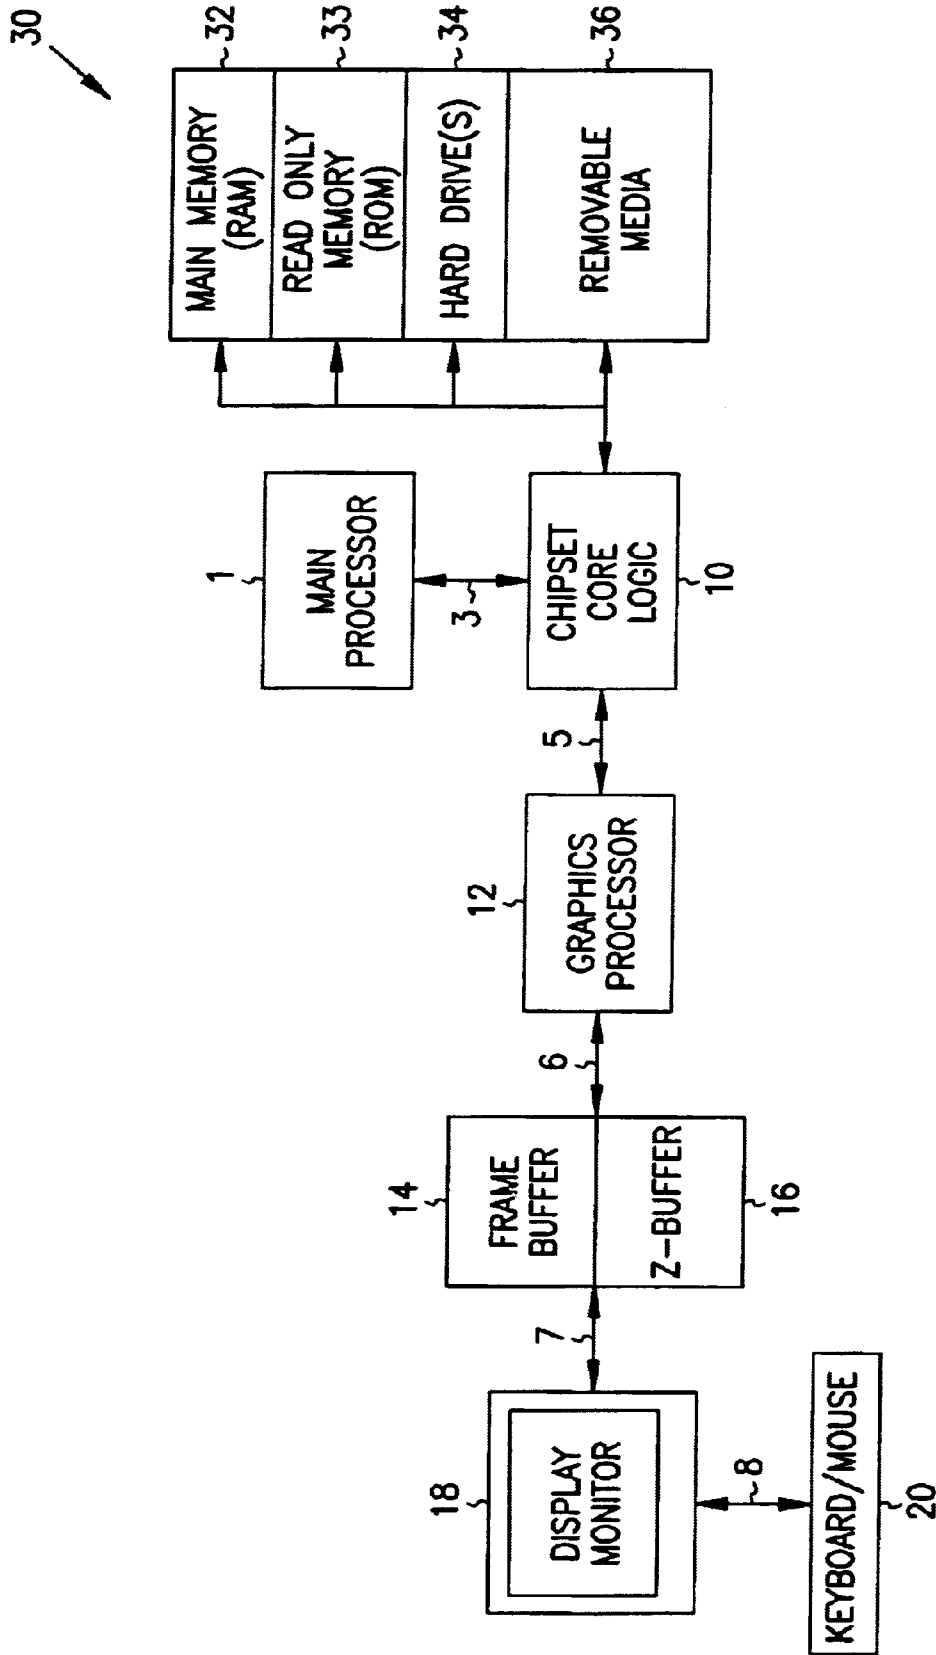 30
MAIN MEMORY
(RAM)
32
READ ONLY
MEMORY
(ROM)
33
HARD DRIVE(S)
34
REMOVABLE
MEDIA
36
1
MAIN
PROCESSOR
3
CHIPSET
CORE
LOGIC
10
5
12
GRAPHICS
PROCESSOR
6
14
FRAME
BUFFER
Z-BUFFER
16
7
18
DISPLAY
MONITOR
8
KEYBOARD/MOUSE
20